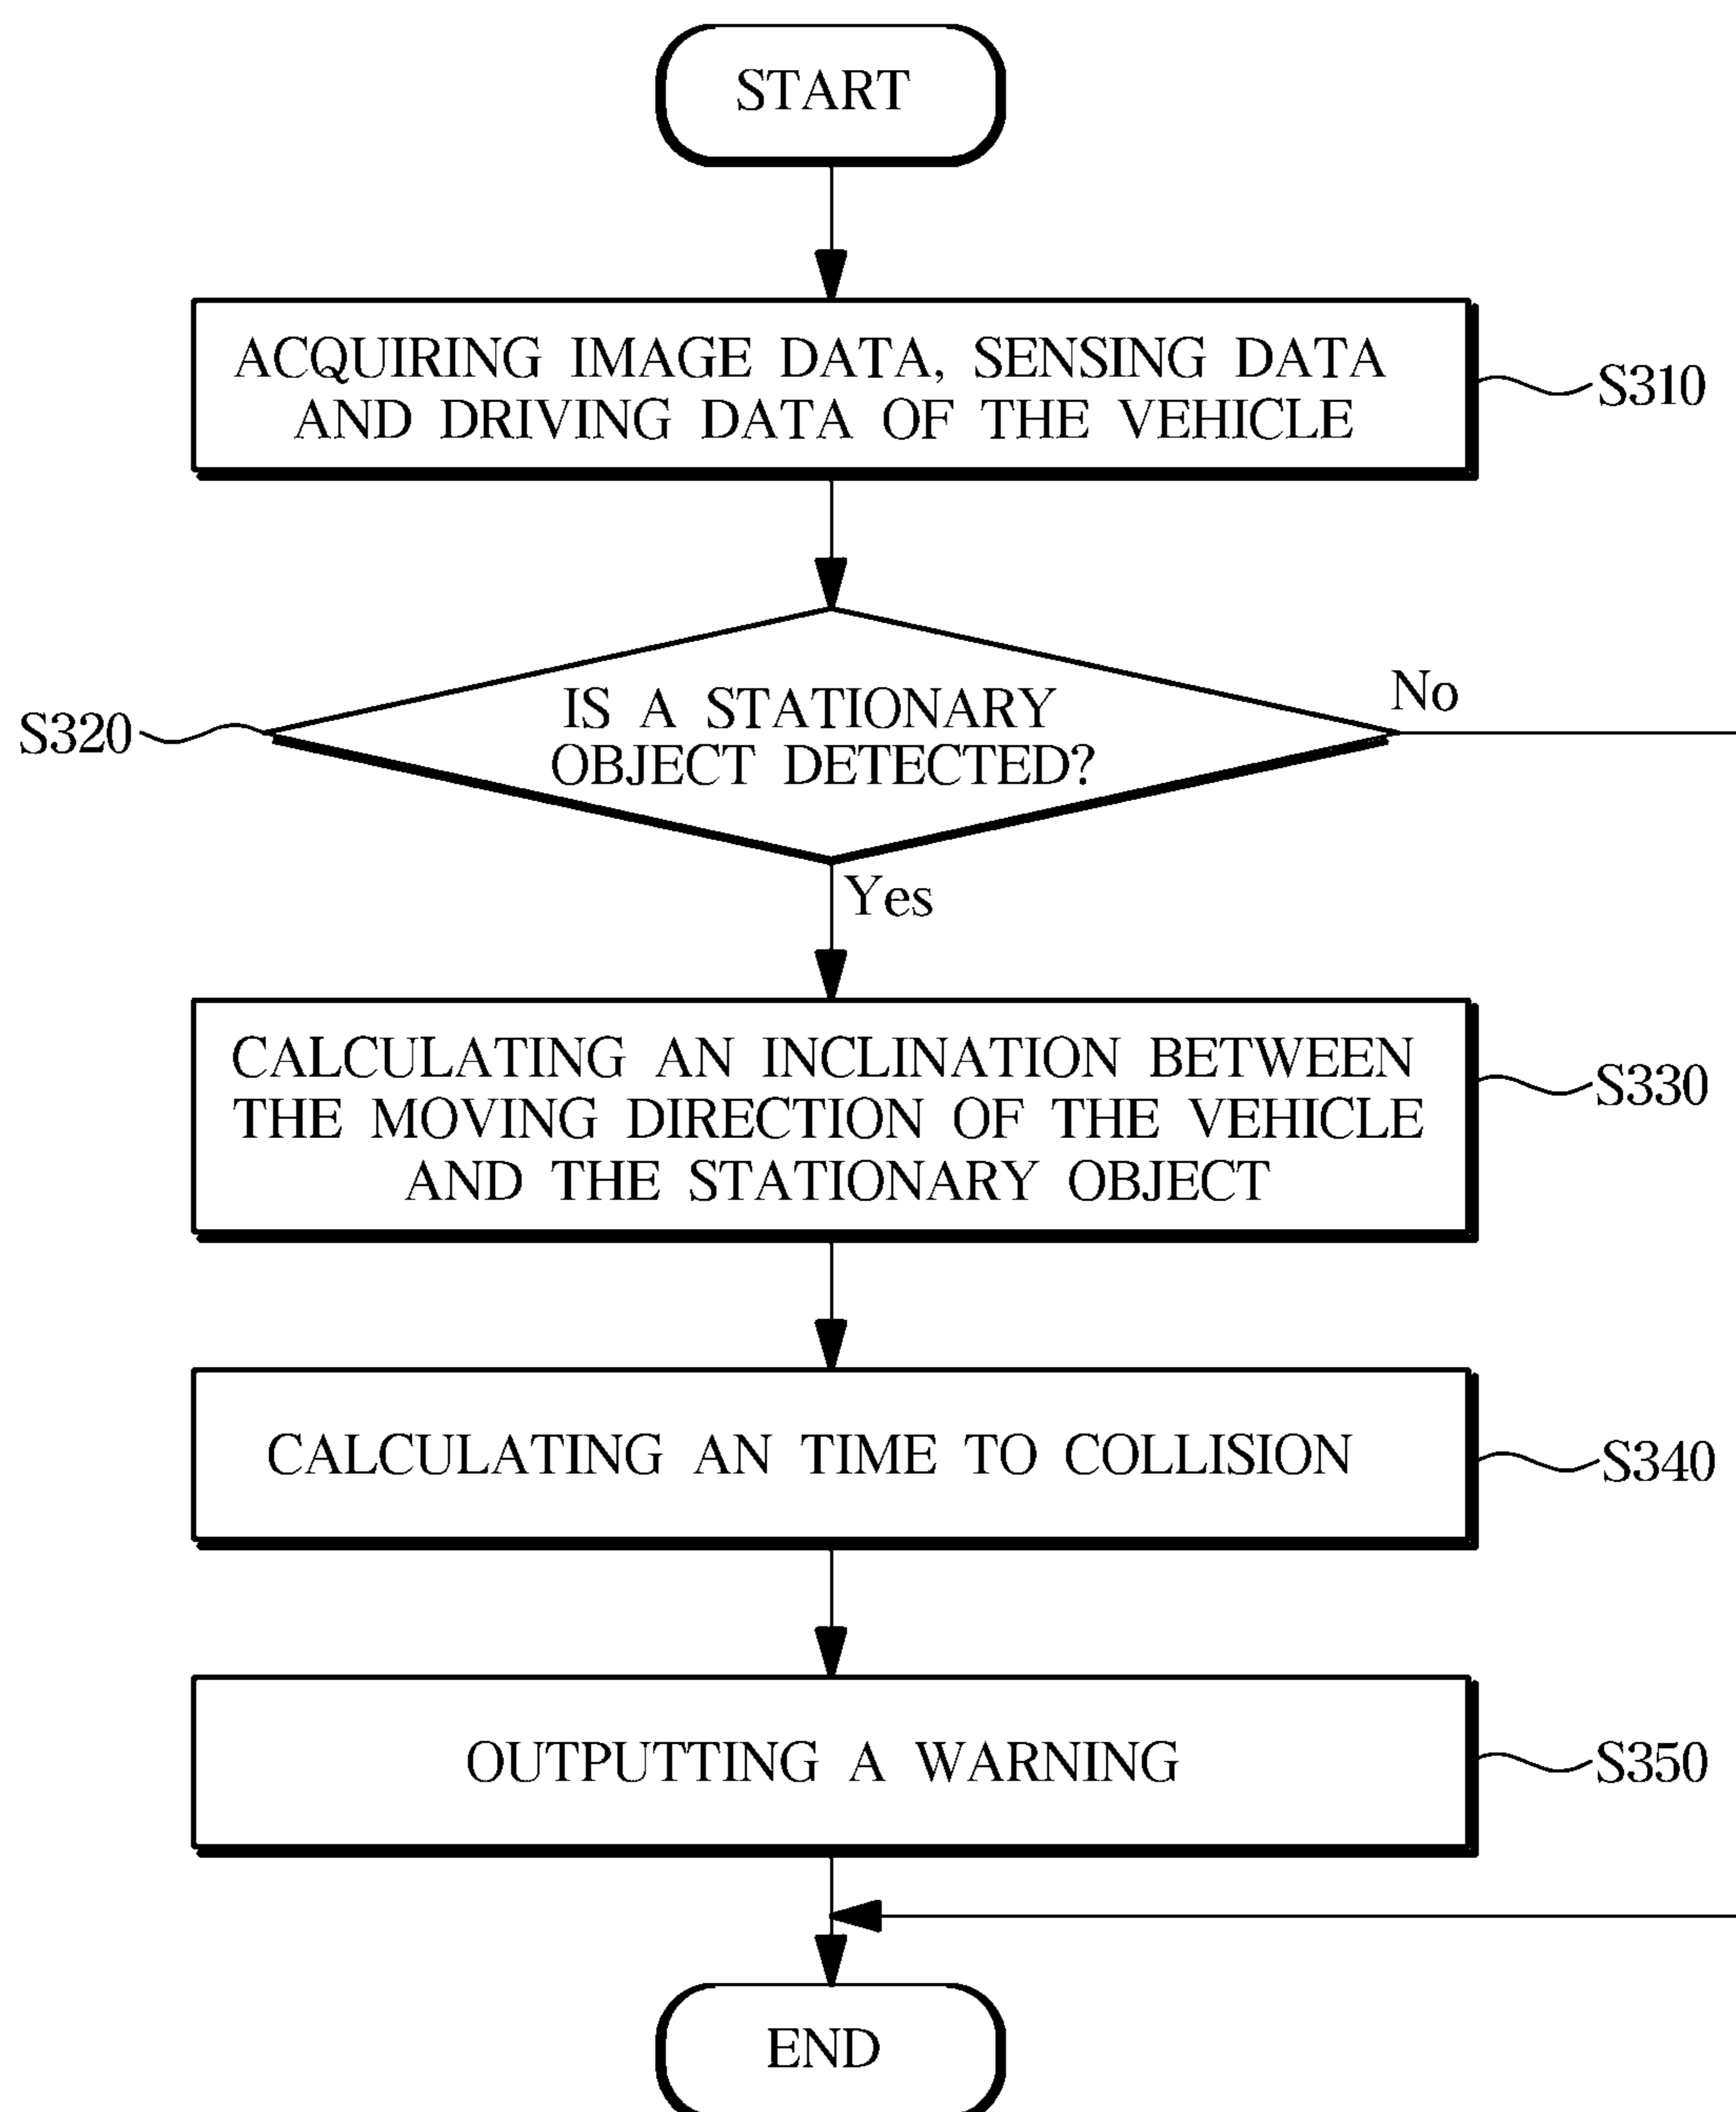 START
ACQUIRING IMAGE DATA, SENSING DATA
AND DRIVING DATA OF THE VEHICLE
S310
IS A STATIONARY
OBJECT DETECTED?
S320
No
Yes
CALCULATING AN INCLINATION BETWEEN
THE MOVING DIRECTION OF THE VEHICLE
AND THE STATIONARY OBJECT
S330
CALCULATING AN TIME TO COLLISION
S340
OUTPUTTING A WARNING
S350
END